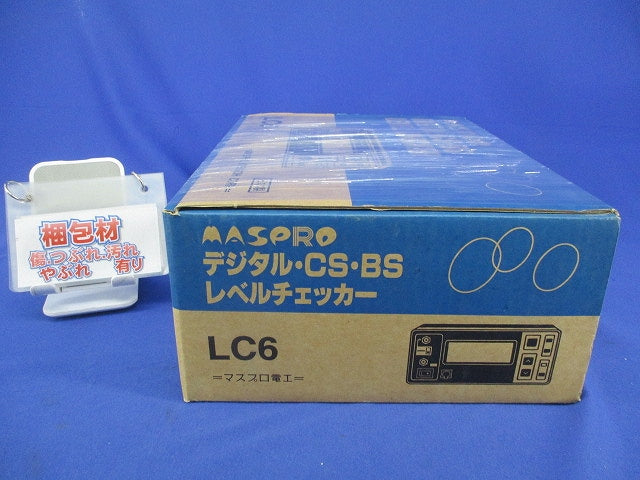 梱包材
傷、つぶれ、汚れ
やぶれ 有り
MASPRO
デジタル・CS・BS
レベルチェッカー
LC6
=マスプロ電工=